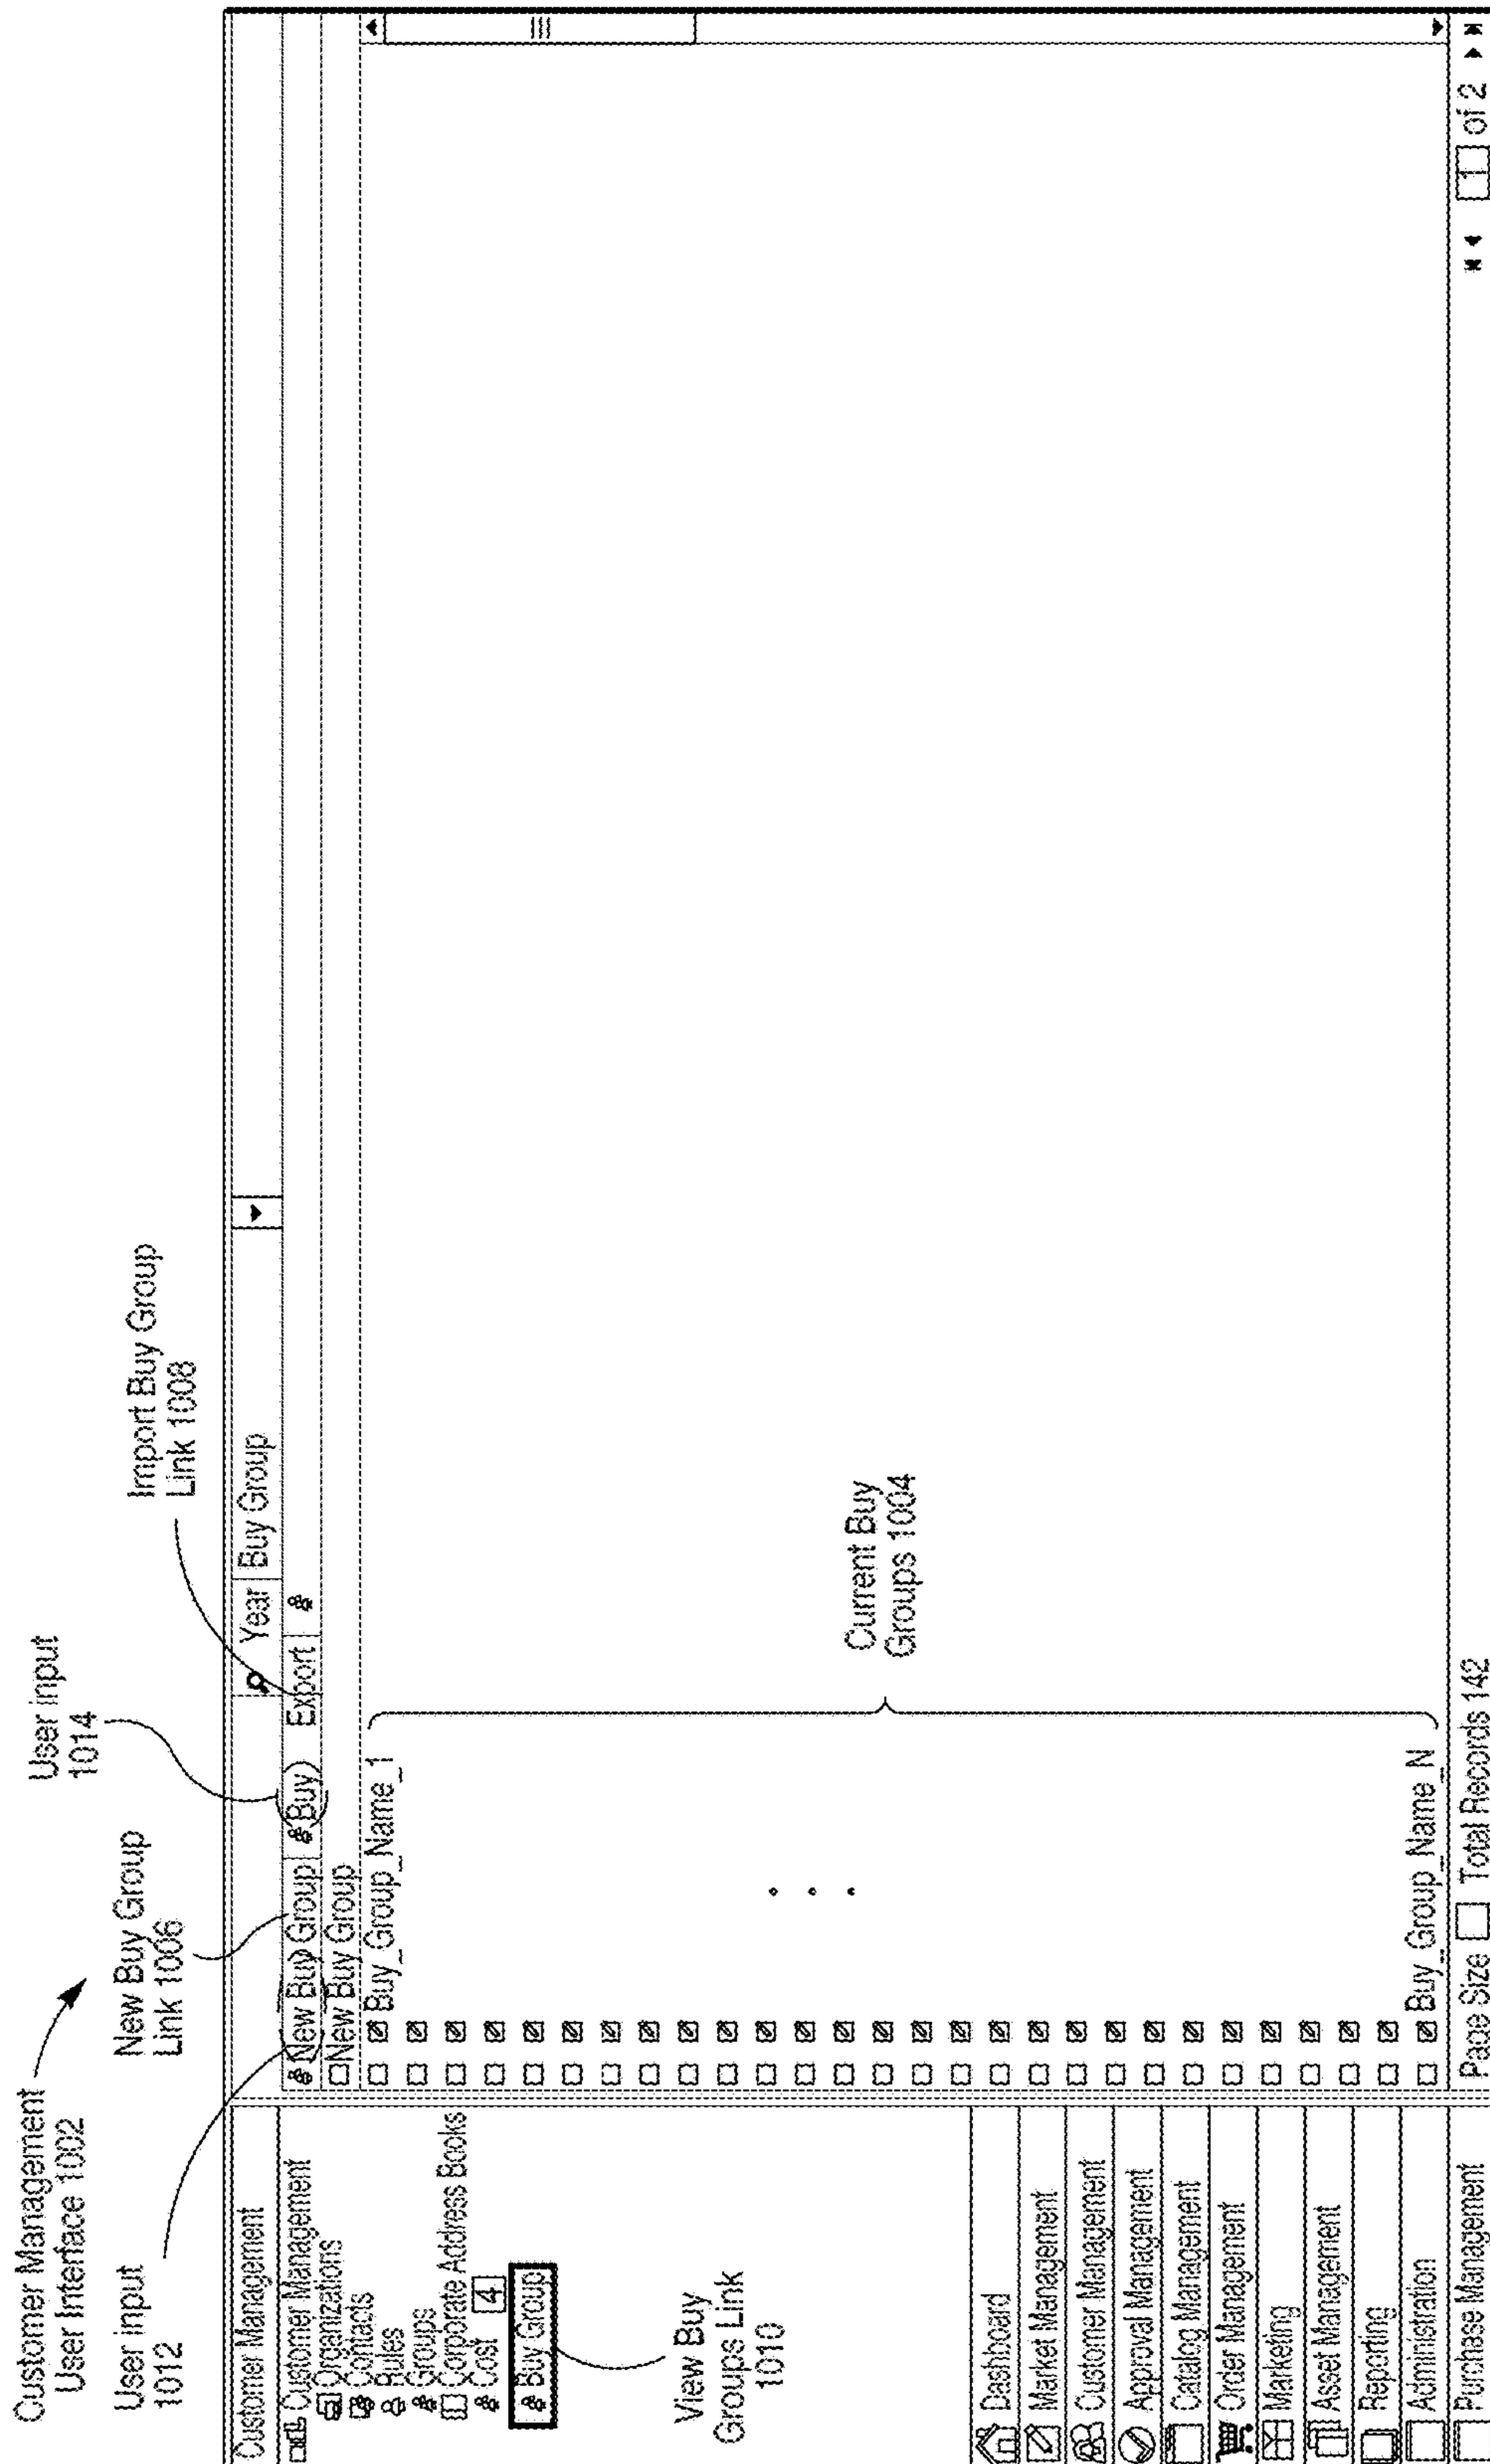 Customer Management
User Interface 1002
User input
1012
New Buy Group
Link 1006
User input
1014
Import Buy Group
Link 1008
Customer Management
Year
Buy Group
Customer Management
Organizations
Contacts
Rules
Groups
Corporate Address Books
Cost 4
Buy Group
View Buy
Groups Link
1010
New Buy Group
Buy
Export
New Buy Group
Buy_Group_Name_1
Current Buy
Groups 1004
Buy_Group_Name_N
Dashboard
Market Management
Customer Management
Approval Management
Catalog Management
Order Management
Marketing
Asset Management
Reporting
Administration
Purchase Management
Page Size
Total Records 142
1 of 2